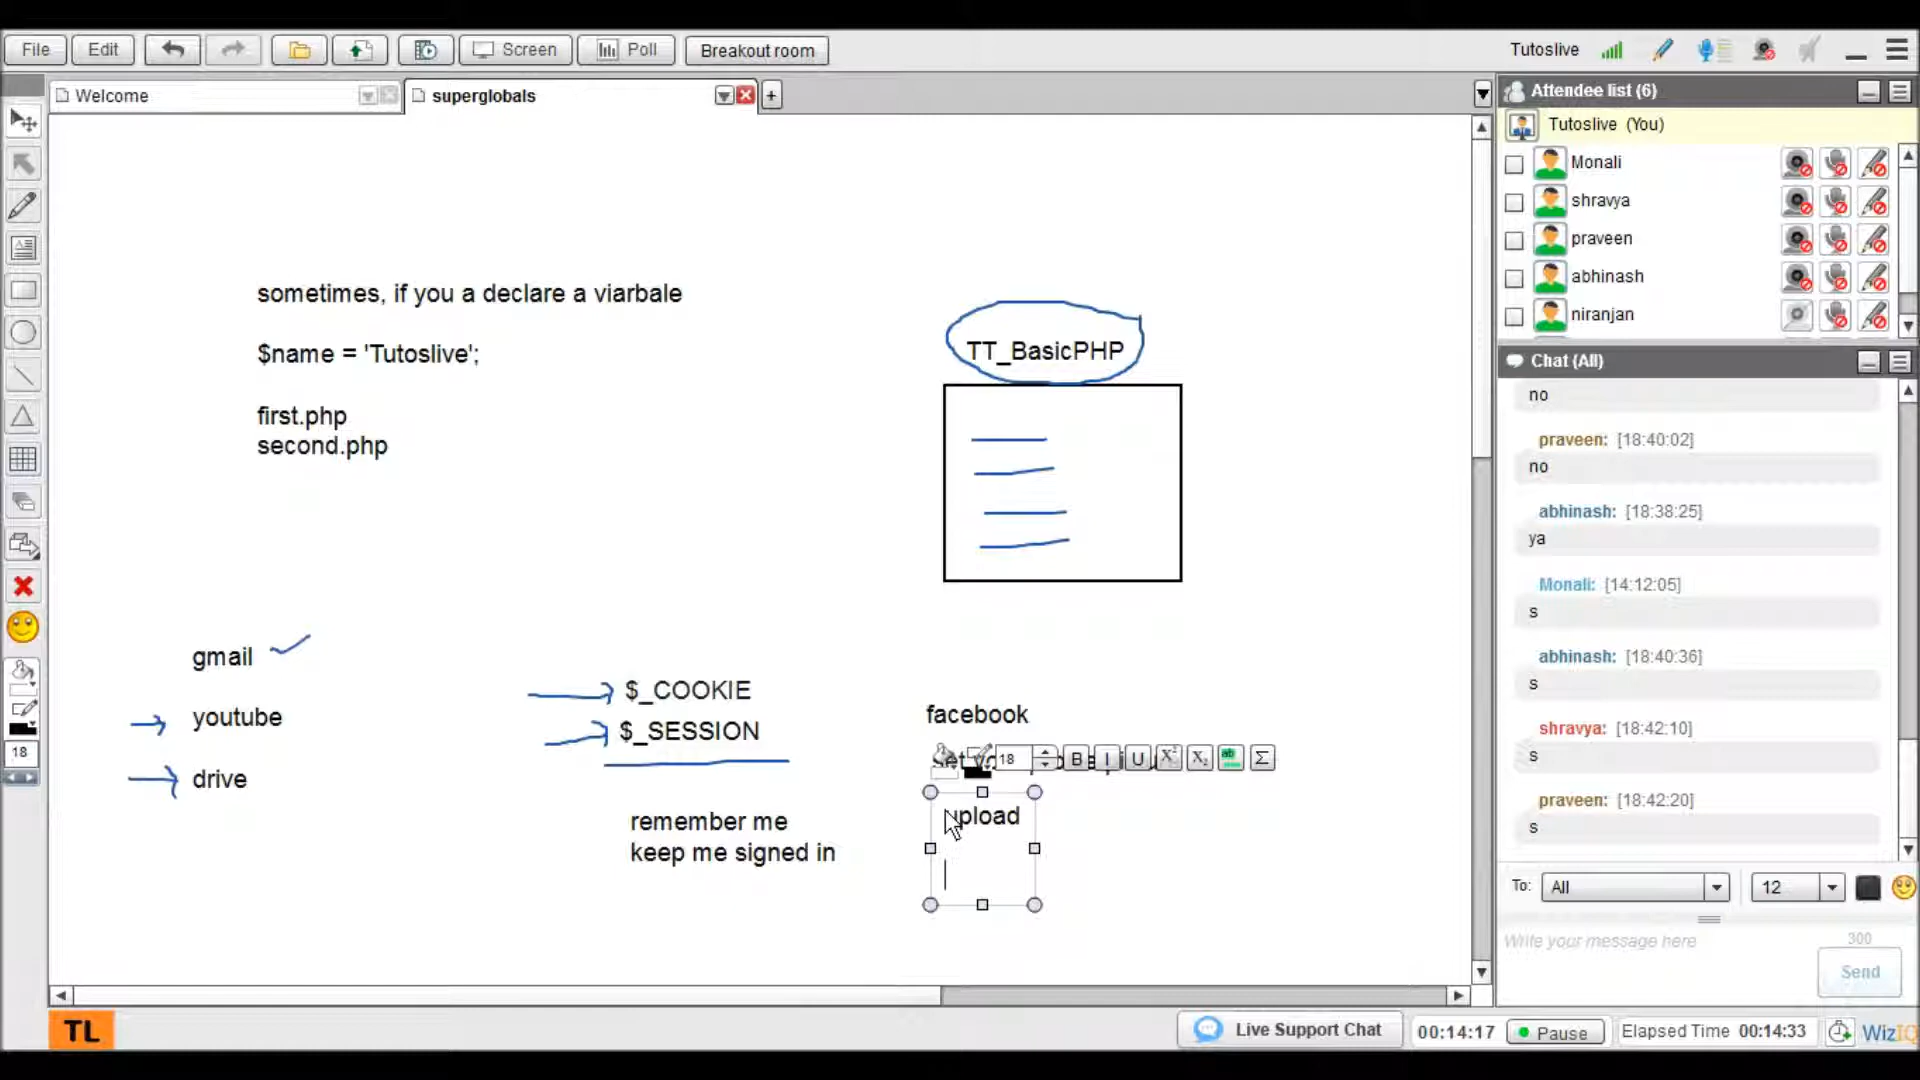 File Edit Screen Poll Breakout room Tutoslive
Welcome superglobals +
Attendee list (6)
Tutoslive (You)
Monali
shravya
praveen
abhinash
niranjan
sometimes, if you a declare a viarbale
$name = 'Tutoslive';
first.php
second.php
TT_BasicPHP
gmail
youtube
drive
$_COOKIE
$_SESSION
remember me
keep me signed in
facebook
18 B I U X² X₂ ab Σ
upload
18
Chat (All)
no
praveen: [18:40:02]
no
abhinash: [18:38:25]
ya
Monali: [14:12:05]
s
abhinash: [18:40:36]
s
shravya: [18:42:10]
s
praveen: [18:42:20]
s
To: All 12
Write your message here 300
Send
TL Live Support Chat 00:14:17 Pause Elapsed Time 00:14:33 WizIQ